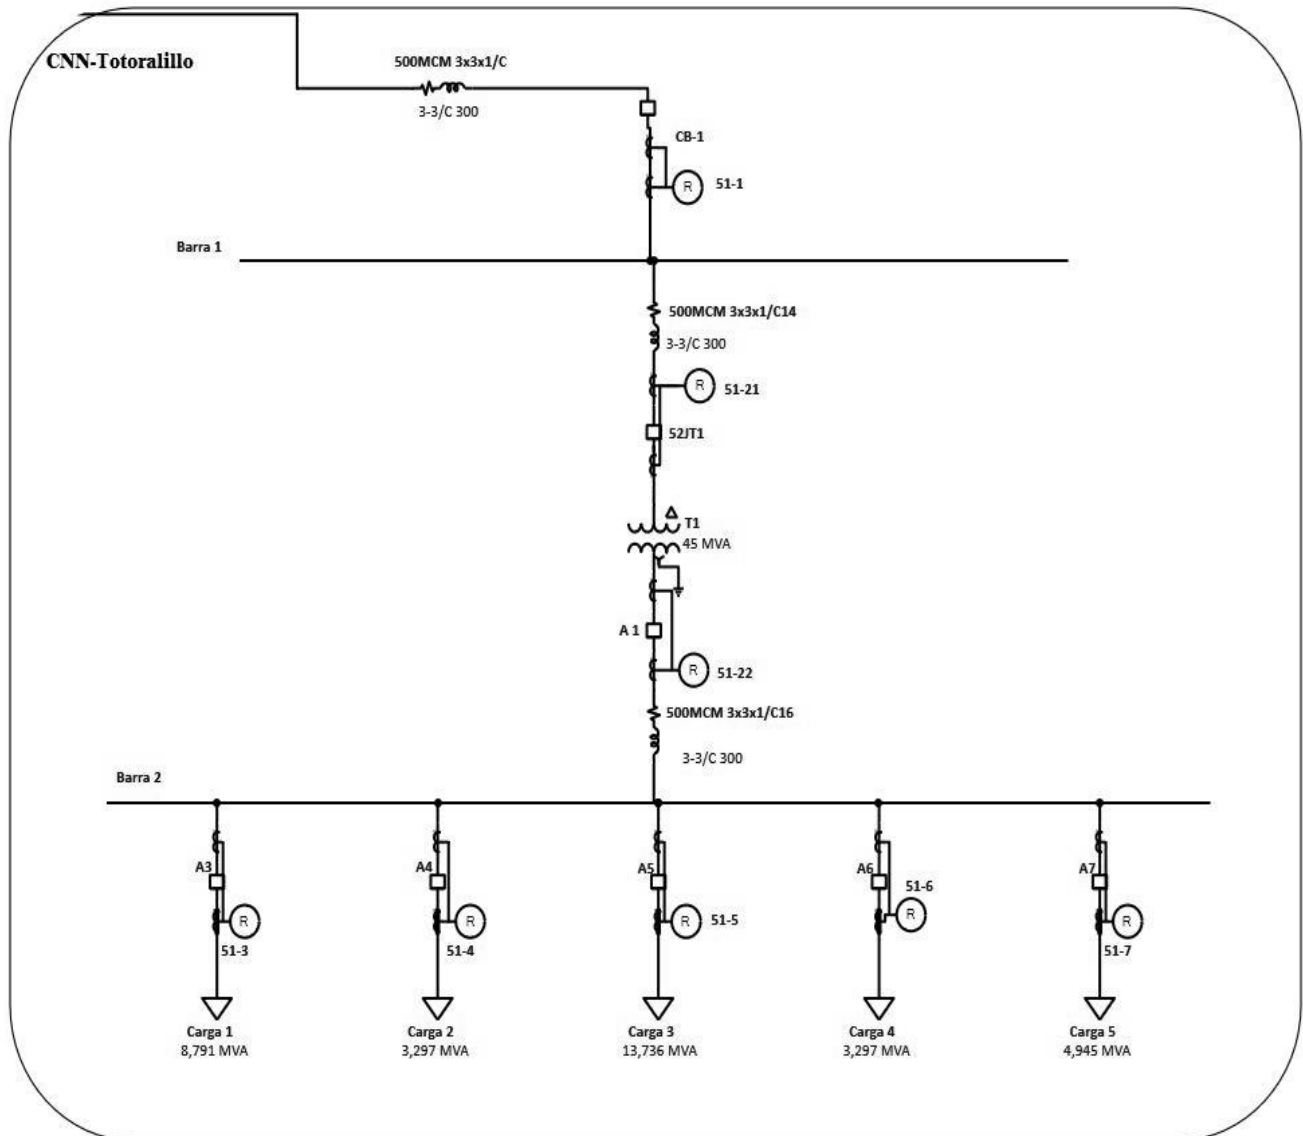 CNN-Totoralillo
500MCM 3x3x1/C
3-3/C 300
CB-1
R
51-1
Barra 1
500MCM 3x3x1/C14
3-3/C 300
R
51-21
52JT1
T1
45 MVA
A 1
R
51-22
500MCM 3x3x1/C16
3-3/C 300
Barra 2
A3
A4
A5
A6
A7
51-6
R
R
R
R
R
51-3
51-4
51-5
51-7
Carga 1
8,791 MVA
Carga 2
3,297 MVA
Carga 3
13,736 MVA
Carga 4
3,297 MVA
Carga 5
4,945 MVA